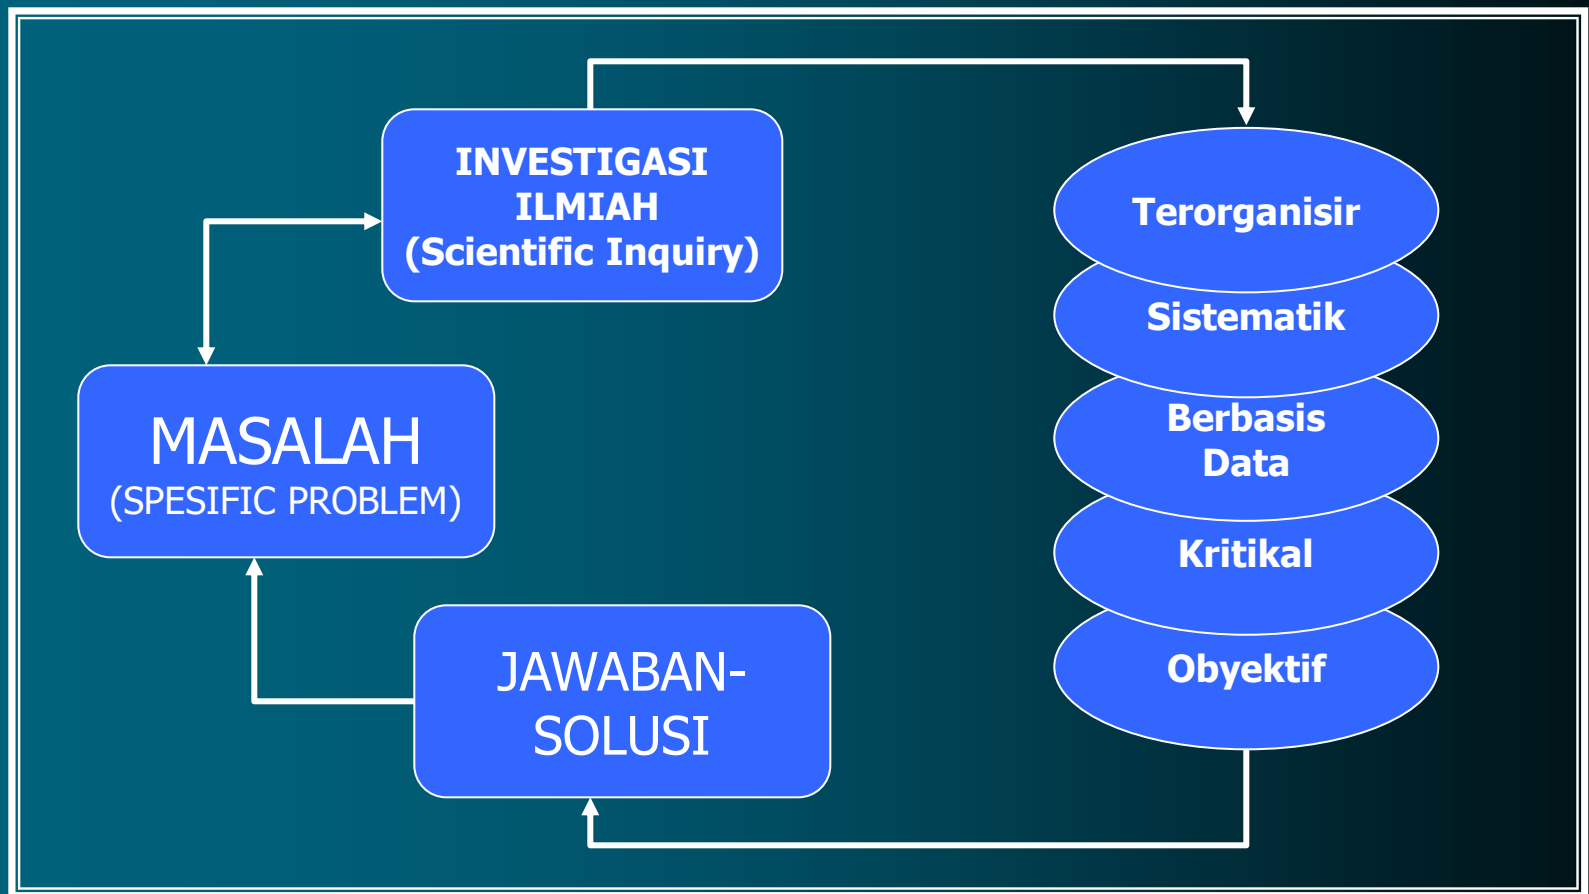 INVESTIGASI
ILMIAH
(Scientific Inquiry)
MASALAH
(SPESIFIC PROBLEM)
JAWABAN-
SOLUSI
Terorganisir
Sistematik
Berbasis
Data
Kritikal
Obyektif